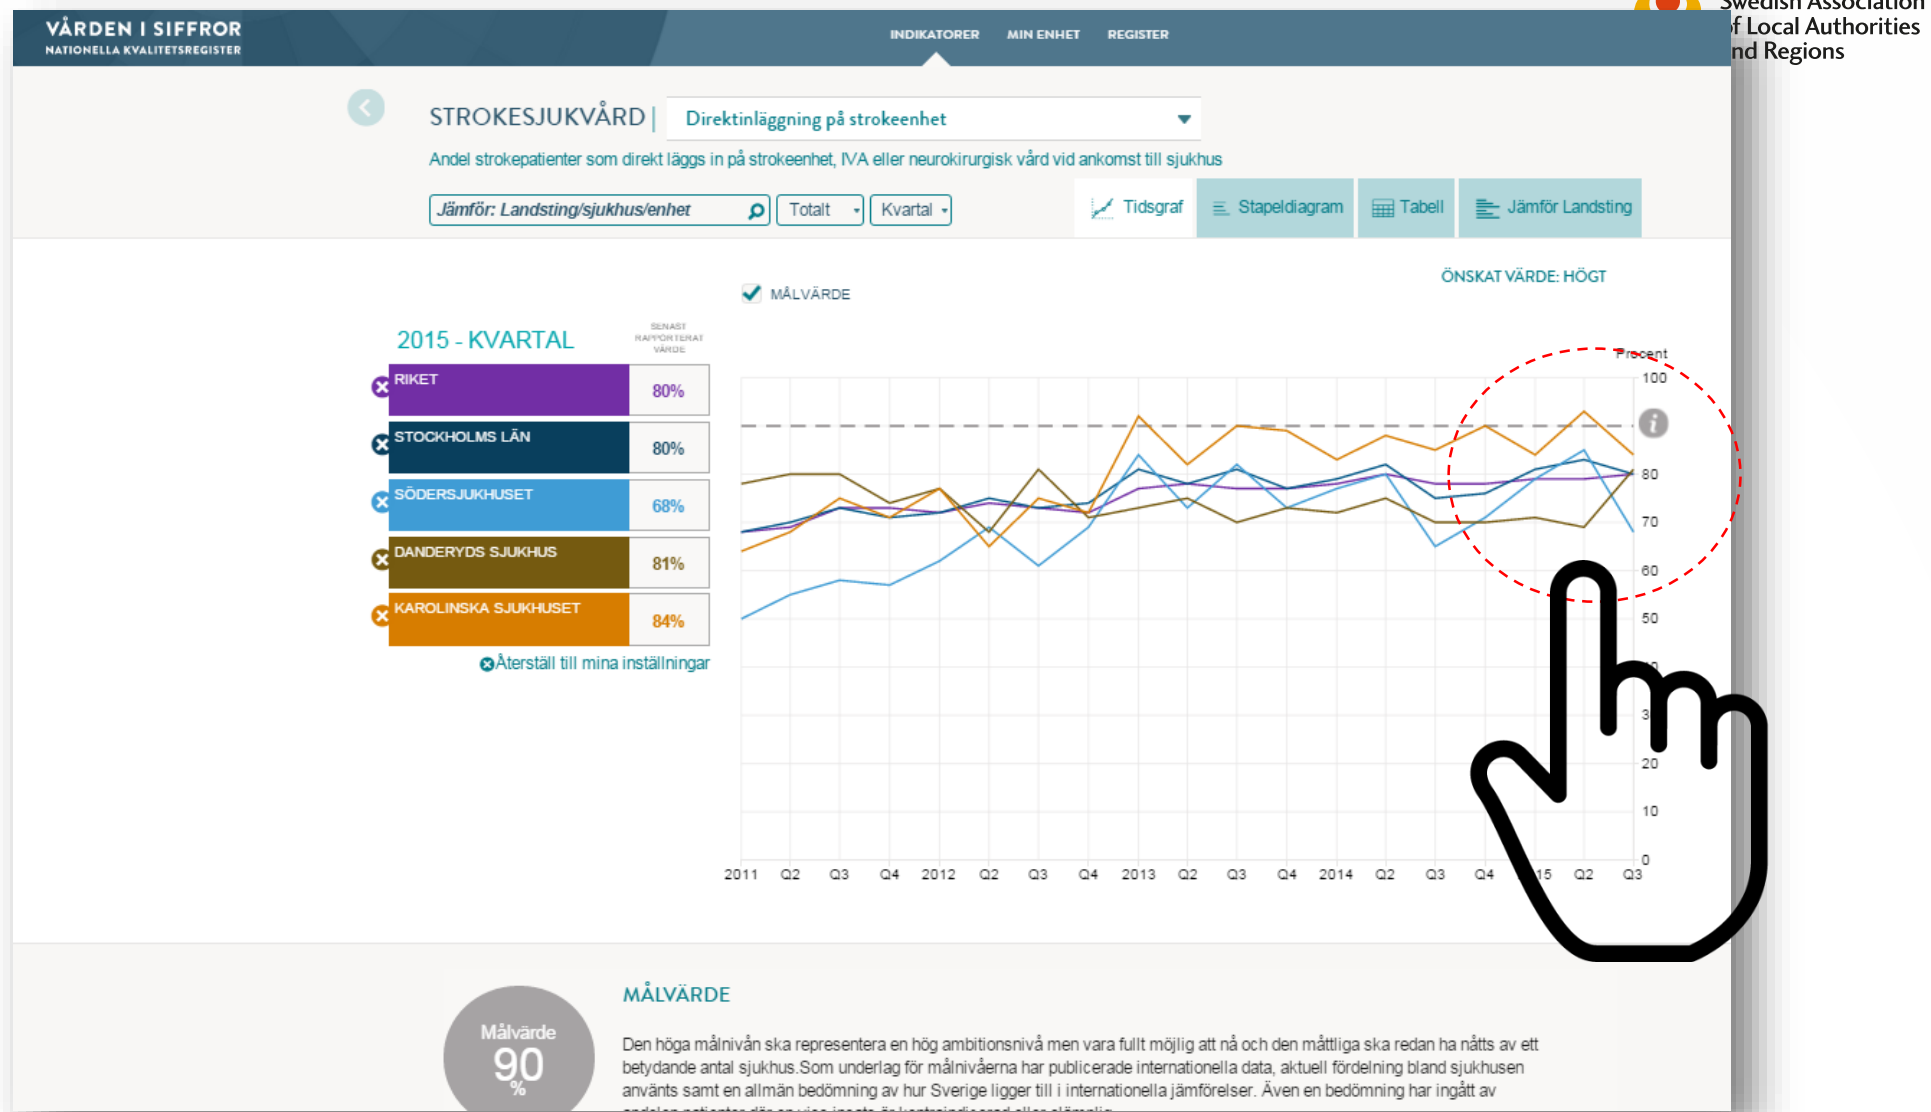 Swedish Association
of Local Authorities
and Regions
VÅRDEN I SIFFROR
NATIONELLA KVALITETSREGISTER
INDIKATORER
MIN ENHET
REGISTER
STROKESJUKVÅRD |
Direktinläggning på strokeenhet
Andel strokepatienter som direkt läggs in på strokeenhet, IVA eller neurokirurgisk vård vid ankomst till sjukhus
Jämför: Landsting/sjukhus/enhet
Totalt
Kvartal
Tidsgraf
Stapeldiagram
Tabell
Jämför Landsting
ÖNSKAT VÄRDE: HÖGT
MÅLVÄRDE
2015 - KVARTAL
SENAST
RAPPORTERAT
VÄRDE
RIKET
80%
STOCKHOLMS LÄN
80%
SÖDERSJUKHUSET
68%
DANDERYDS SJUKHUS
81%
KAROLINSKA SJUKHUSET
84%
Återställ till mina inställningar
Procent
100
i
80
70
60
50
20
10
0
2011 Q2 Q3 Q4 2012 Q2 Q3 Q4 2013 Q2 Q3 Q4 2014 Q2 Q3 Q4 15 Q2 Q3
Målvärde
90
%
MÅLVÄRDE
Den höga målnivån ska representera en hög ambitionsnivå men vara fullt möjlig att nå och den måttliga ska redan ha nåtts av ett
betydande antal sjukhus.Som underlag för målnivåerna har publicerade internationella data, aktuell fördelning bland sjukhusen
använts samt en allmän bedömning av hur Sverige ligger till i internationella jämförelser. Även en bedömning har ingått av